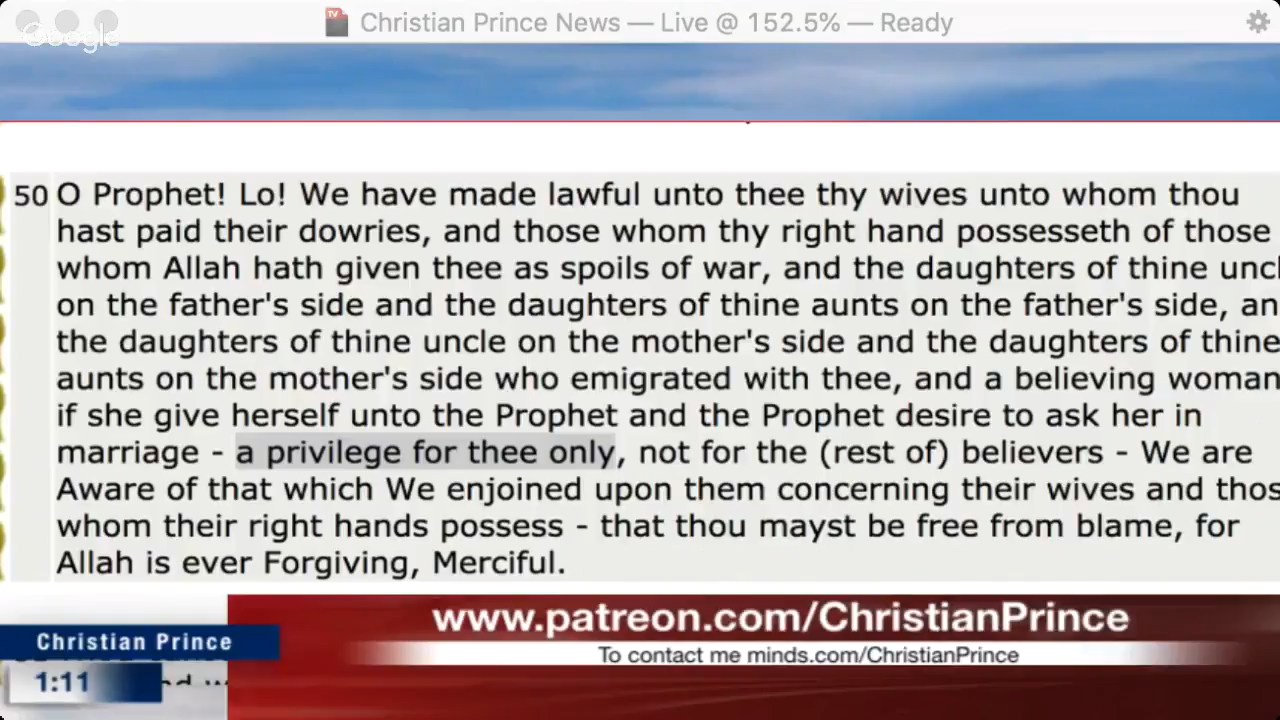 Christian Prince News — Live @ 152.5% — Ready
Google
50 O Prophet! Lo! We have made lawful unto thee thy wives unto whom thou
hast paid their dowries, and those whom thy right hand possesseth of those
whom Allah hath given thee as spoils of war, and the daughters of thine uncl
on the father's side and the daughters of thine aunts on the father's side, an
the daughters of thine uncle on the mother's side and the daughters of thine
aunts on the mother's side who emigrated with thee, and a believing woman
if she give herself unto the Prophet and the Prophet desire to ask her in
marriage - a privilege for thee only, not for the (rest of) believers - We are
Aware of that which We enjoined upon them concerning their wives and thos
whom their right hands possess - that thou mayst be free from blame, for
Allah is ever Forgiving, Merciful.
www.patreon.com/ChristianPrince
Christian Prince
To contact me minds.com/ChristianPrince
1:11